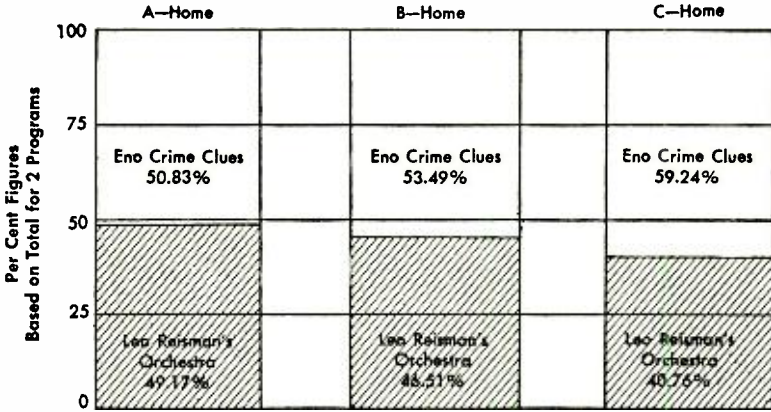 A—Home
B—Home
C—Home
Per Cent Figures
Based on Total for 2 Programs
100
75
50
25
0
Eno Crime Clues
50.83%
Eno Crime Clues
53.49%
Eno Crime Clues
59.24%
Leo Reisman's
Orchestra
49.17%
Leo Reisman's
Orchestra
46.51%
Leo Reisman's
Orchestra
40.76%